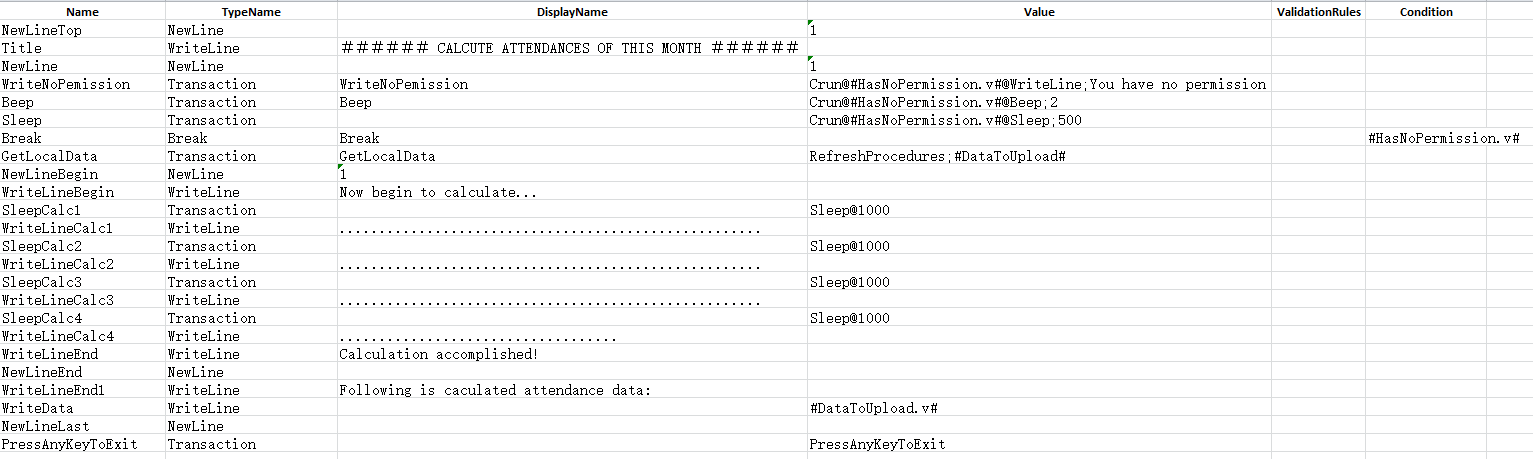 Name TypeName DisplayName Value ValidationRules Condition
NewLineTop NewLine 1
Title WriteLine ###### CALCUTE ATTENDANCES OF THIS MONTH ######
NewLine NewLine 1
WriteNoPemission Transaction WriteNoPemission Crun@#HasNoPermission.v#@WriteLine;You have no permission
Beep Transaction Beep Crun@#HasNoPermission.v#@Beep;2
Sleep Transaction Crun@#HasNoPermission.v#@Sleep;500
Break Break Break #HasNoPermission.v#
GetLocalData Transaction GetLocalData RefreshProcedures;#DataToUpload#
NewLineBegin NewLine 1
WriteLineBegin WriteLine Now begin to calculate...
SleepCalc1 Transaction Sleep@1000
WriteLineCalc1 WriteLine .....................................................
SleepCalc2 Transaction Sleep@1000
WriteLineCalc2 WriteLine .....................................................
SleepCalc3 Transaction Sleep@1000
WriteLineCalc3 WriteLine .....................................................
SleepCalc4 Transaction Sleep@1000
WriteLineCalc4 WriteLine ...................................
WriteLineEnd WriteLine Calculation accomplished!
NewLineEnd NewLine
WriteLineEnd1 WriteLine Following is caculated attendance data:
WriteData WriteLine #DataToUpload.v#
NewLineLast NewLine
PressAnyKeyToExit Transaction PressAnyKeyToExit